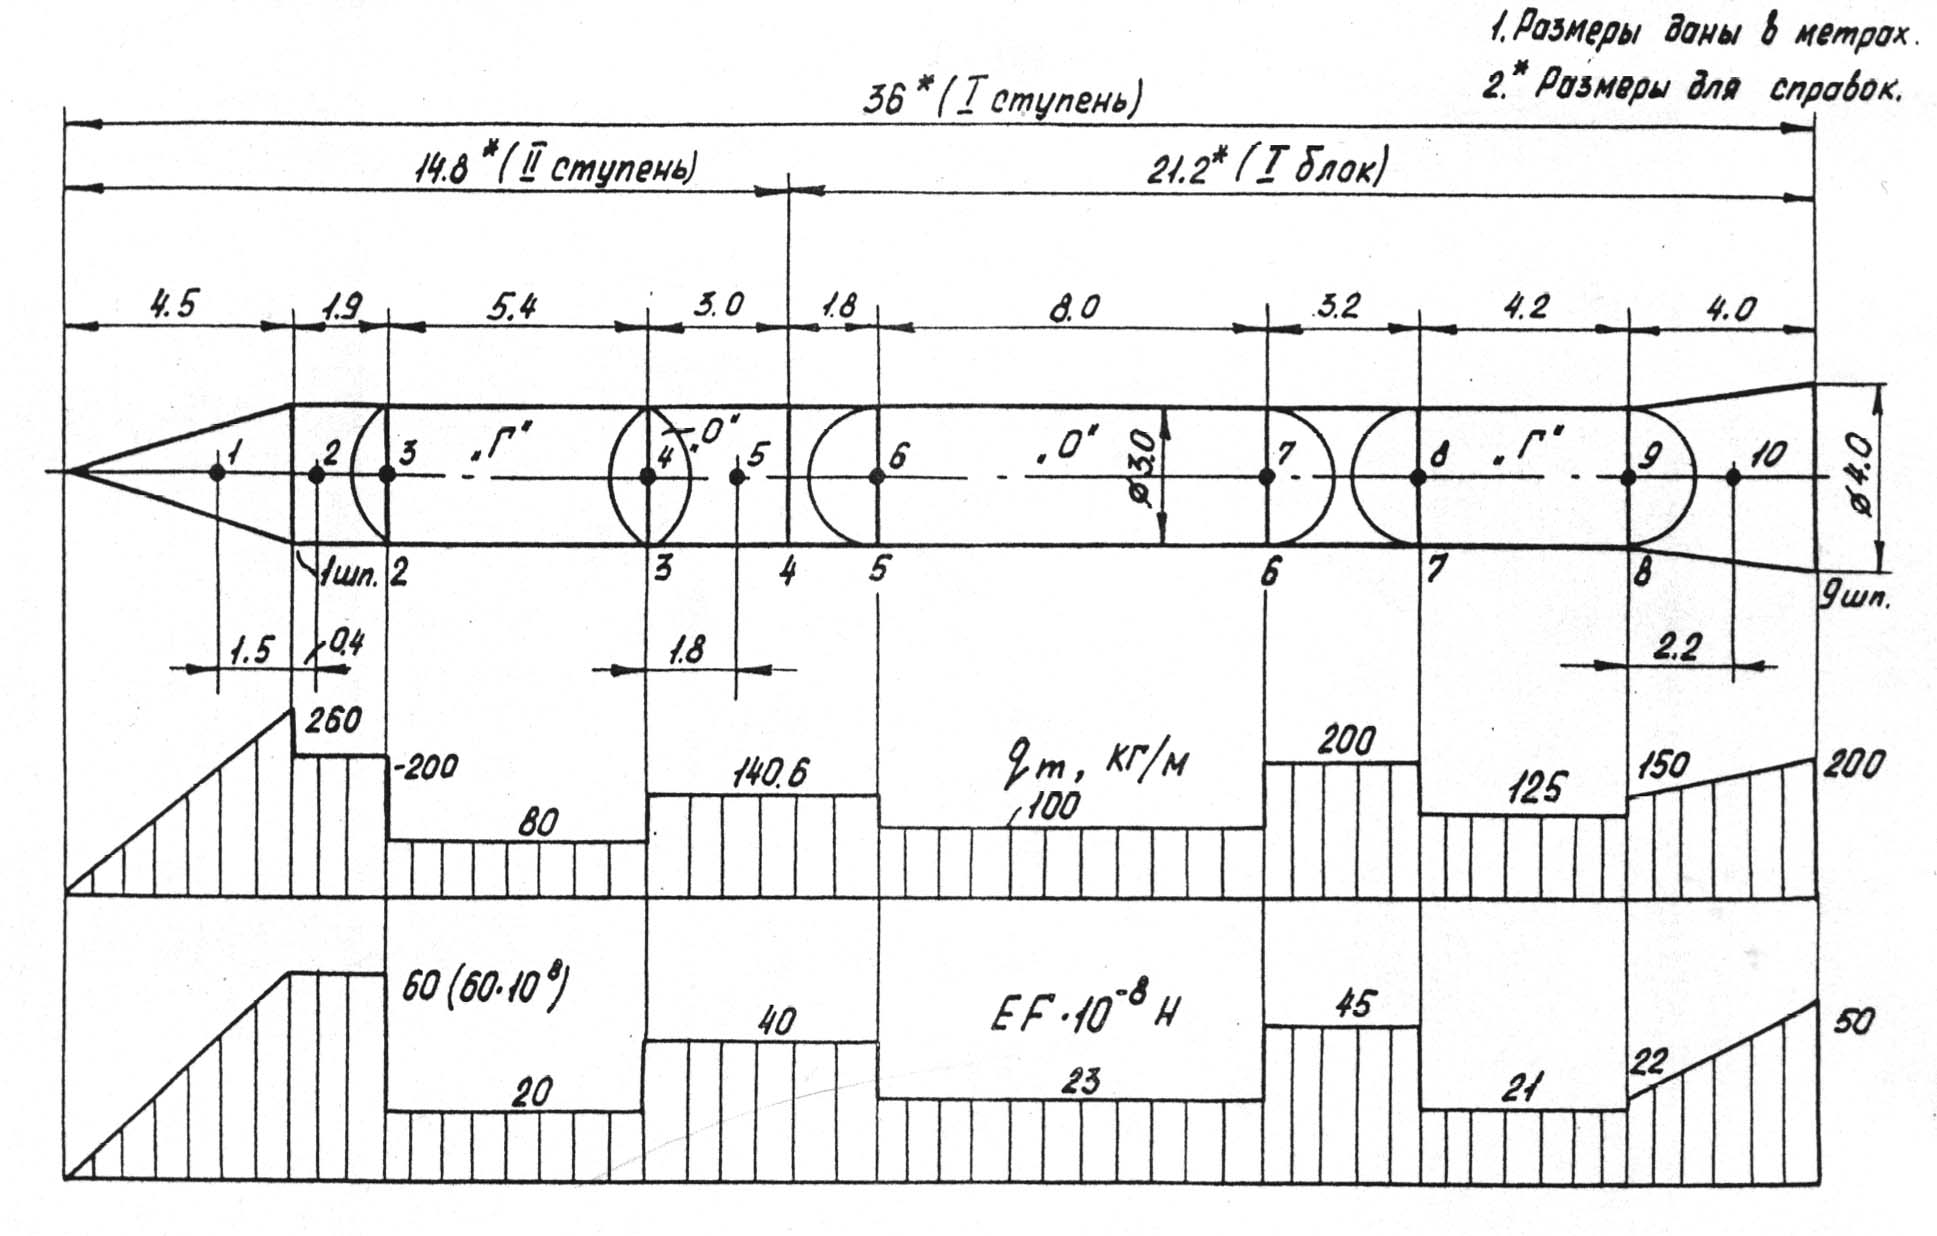 1. Размеры даны в метрах.
2.* Размеры для справок.
36* (I ступень)
14.8* (II ступень)
21.2* (I блок)
4.5 1.9 5.4 3.0 1.8 8.0 3.2 4.2 4.0
1 2 3 „Г“ 4 „О“ 5 6 „О“ ⌀3.0 7 8 „Г“ 9 10 ⌀4.0
1шп. 2 3 4 5 6 7 8 9шп.
1.5 0.4 1.8 2.2
260 -200 80 140.6 qm, кг/м 100 200 125 150 200
60 (60·10⁸) 20 40 EF·10⁻⁸ Н 23 45 21 22 50